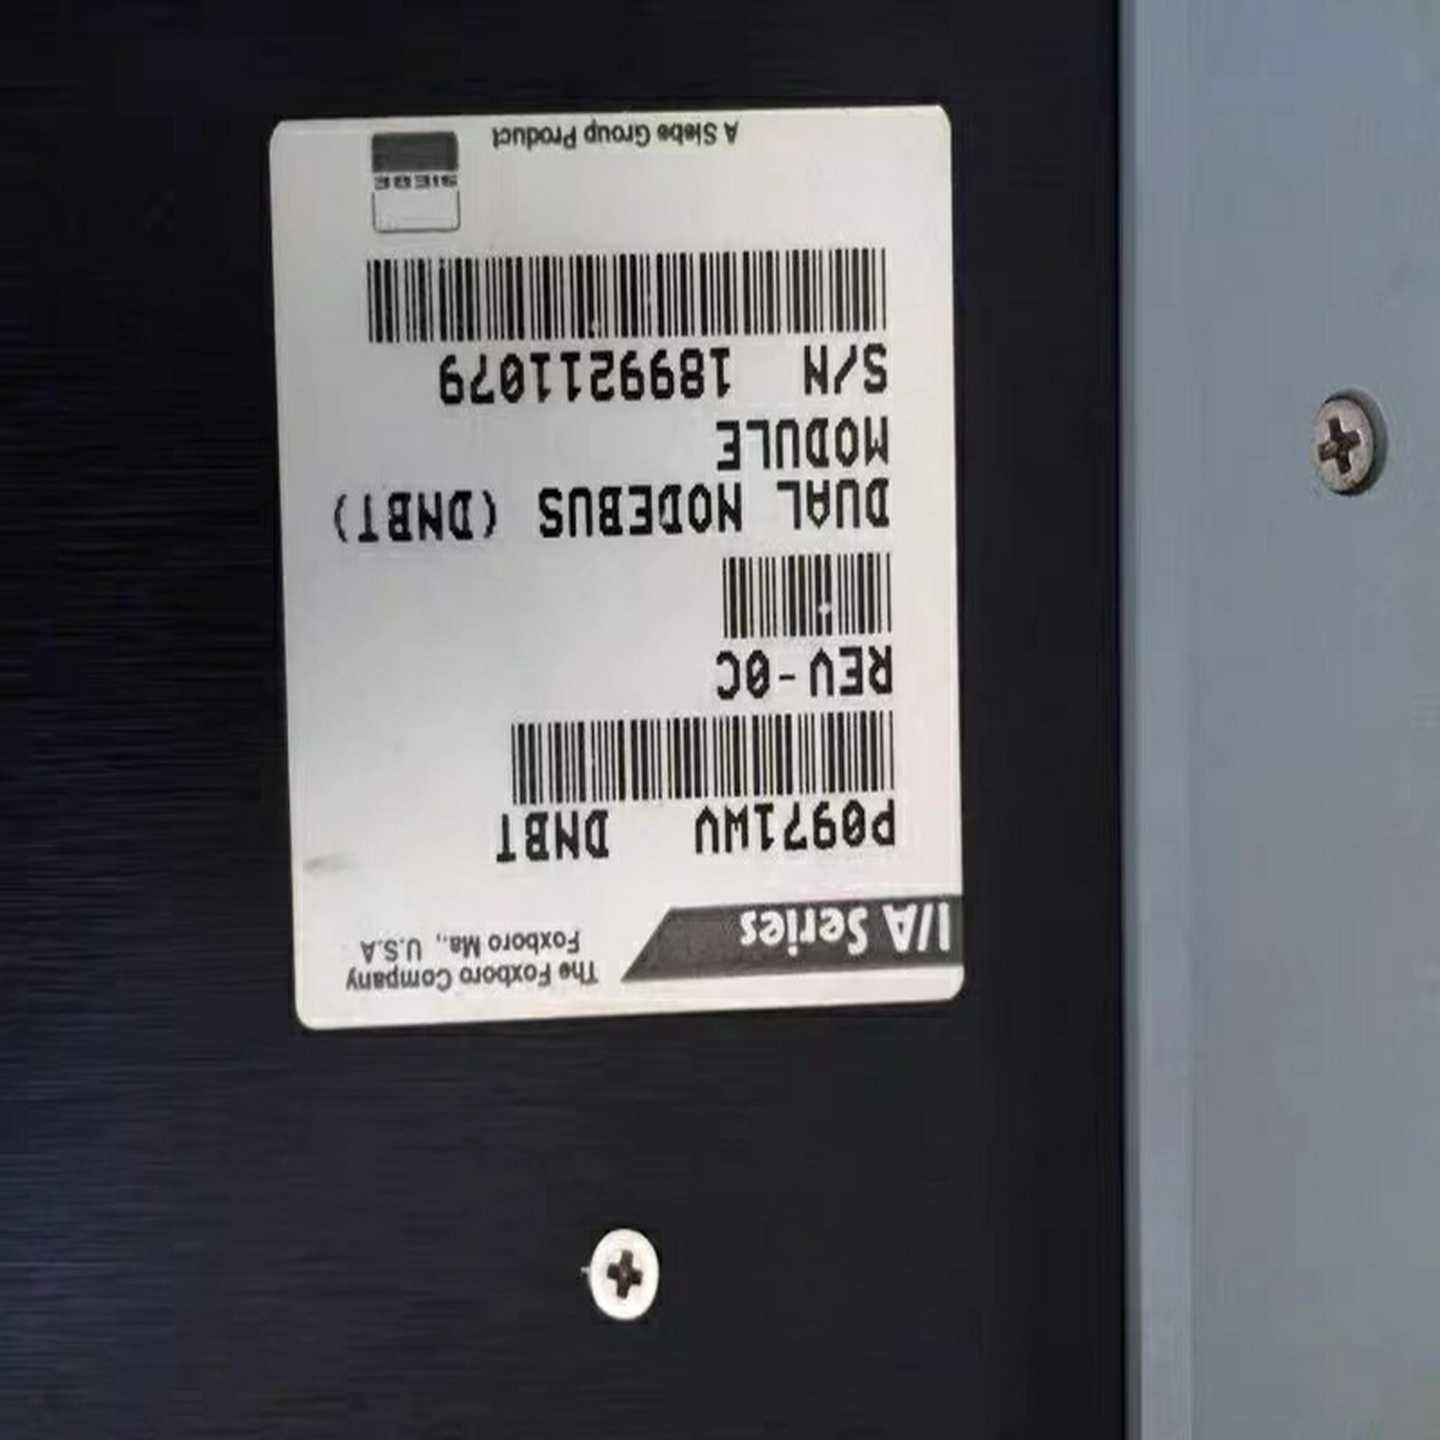 I/A Series
The Foxboro Company
Foxboro Ma., U.S.A
P0971WV DNBT
REV-0C
DUAL NODEBUS (DNBT)
MODULE
S/N 1899211079
SIEBE
A Siebe Group Product